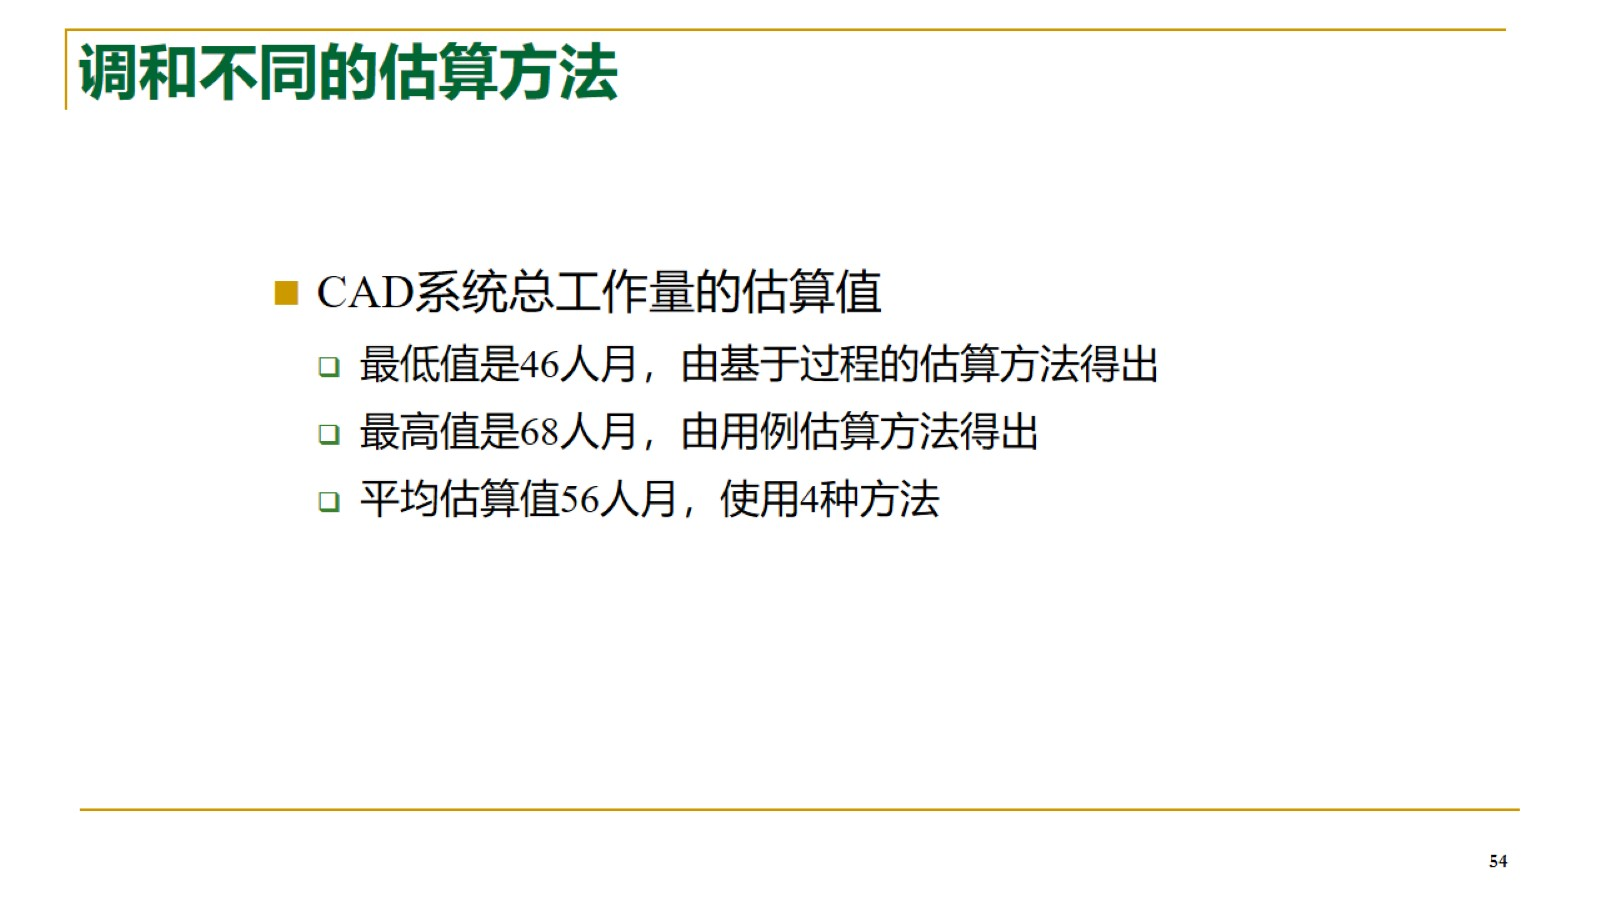 调和不同的估算方法
CAD系统总工作量的估算值
最低值是46人月，由基于过程的估算方法得出
最高值是68人月，由用例估算方法得出
平均估算值56人月，使用4种方法
54